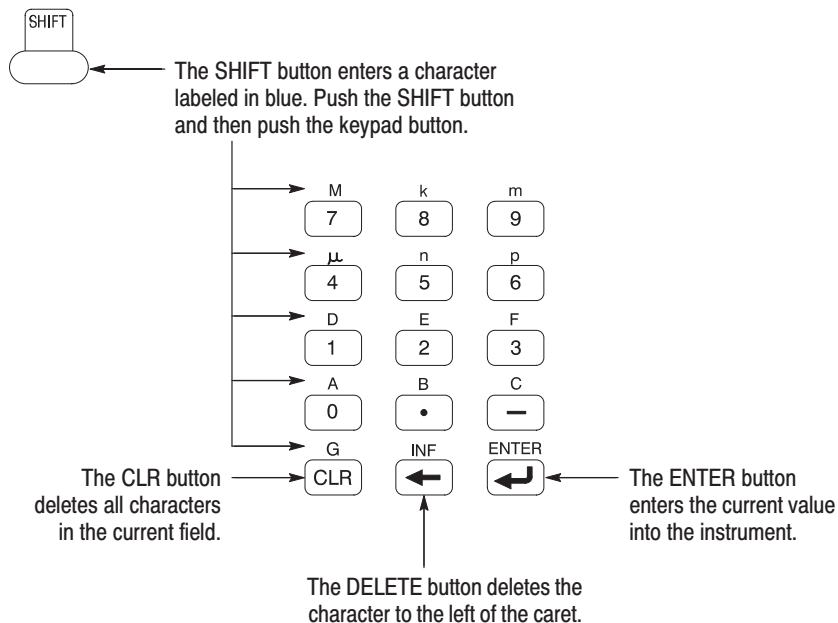 SHIFT
The SHIFT button enters a character
labeled in blue. Push the SHIFT button
and then push the keypad button.
M k m
7 8 9
μ n p
4 5 6
D E F
1 2 3
A B C
0 • –
G INF ENTER
CLR ← ↵
The CLR button
deletes all characters
in the current field.
The ENTER button
enters the current value
into the instrument.
The DELETE button deletes the
character to the left of the caret.